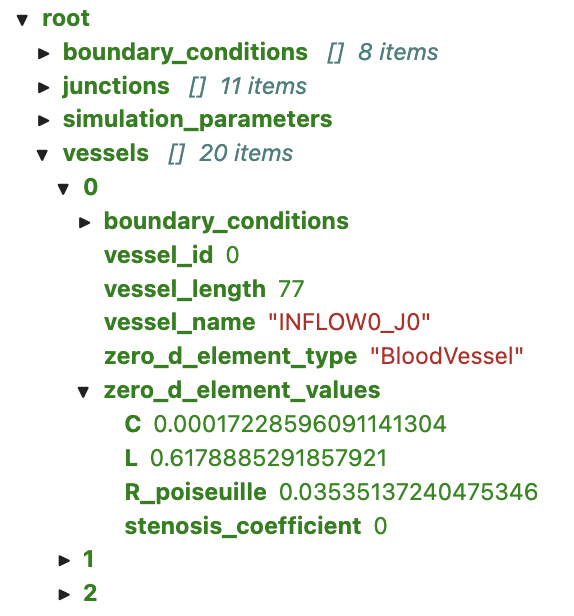 root
boundary_conditions [] 8 items
junctions [] 11 items
simulation_parameters
vessels [] 20 items
0
boundary_conditions
vessel_id 0
vessel_length 77
vessel_name "INFLOW0_J0"
zero_d_element_type "BloodVessel"
zero_d_element_values
C 0.00017228596091141304
L 0.6178885291857921
R_poiseuille 0.03535137240475346
stenosis_coefficient 0
1
2